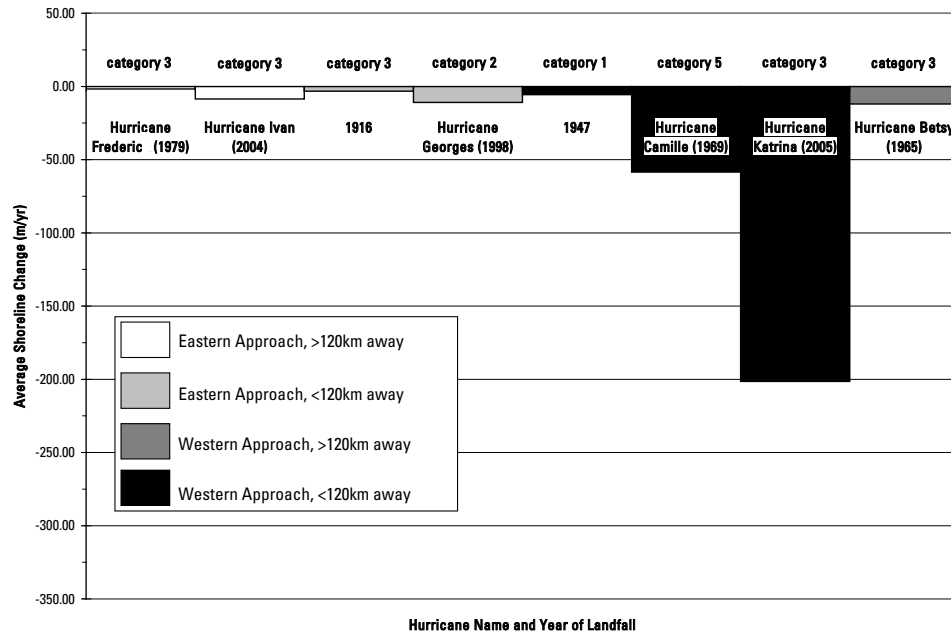 50.00
category 3 category 3 category 3 category 2 category 1 category 5 category 3 category 3
0.00
Hurricane Hurricane Ivan 1916 Hurricane 1947 Hurricane Hurricane Hurricane Betsy
Frederic (1979) (2004) Georges (1998) Camille (1969) Katrina (2005) (1965)
-50.00
-100.00
-150.00
-200.00
-250.00
-300.00
-350.00
Average Shoreline Change (m/yr)
Eastern Approach, >120km away
Eastern Approach, <120km away
Western Approach, >120km away
Western Approach, <120km away
Hurricane Name and Year of Landfall